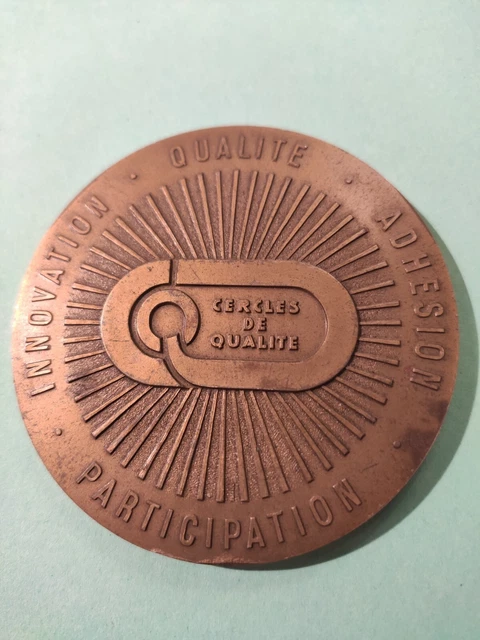 INNOVATION · QUALITE · ADHESION · PARTICIPATION ·
CERCLES
DE
QUALITE